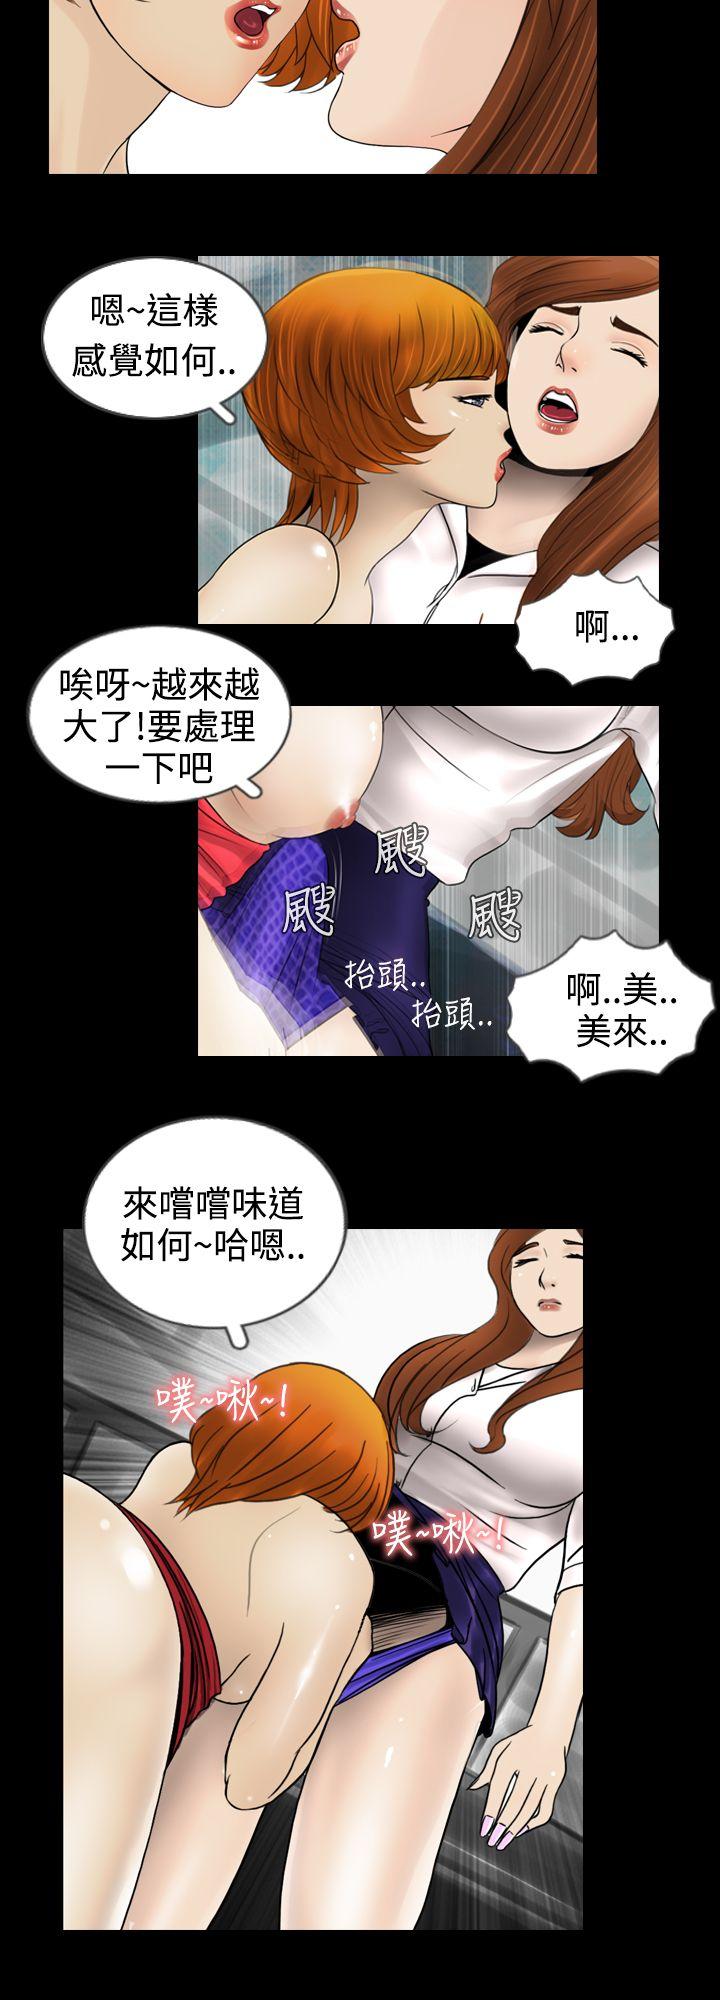 嗯~這樣
感覺如何..
啊...
唉呀~越來越
大了!要處理
一下吧
颼
颼
颼
抬頭..
抬頭..
啊..美..
美來..
來嚐嚐味道
如何~哈嗯..
噗~啾~!
噗~啾~!